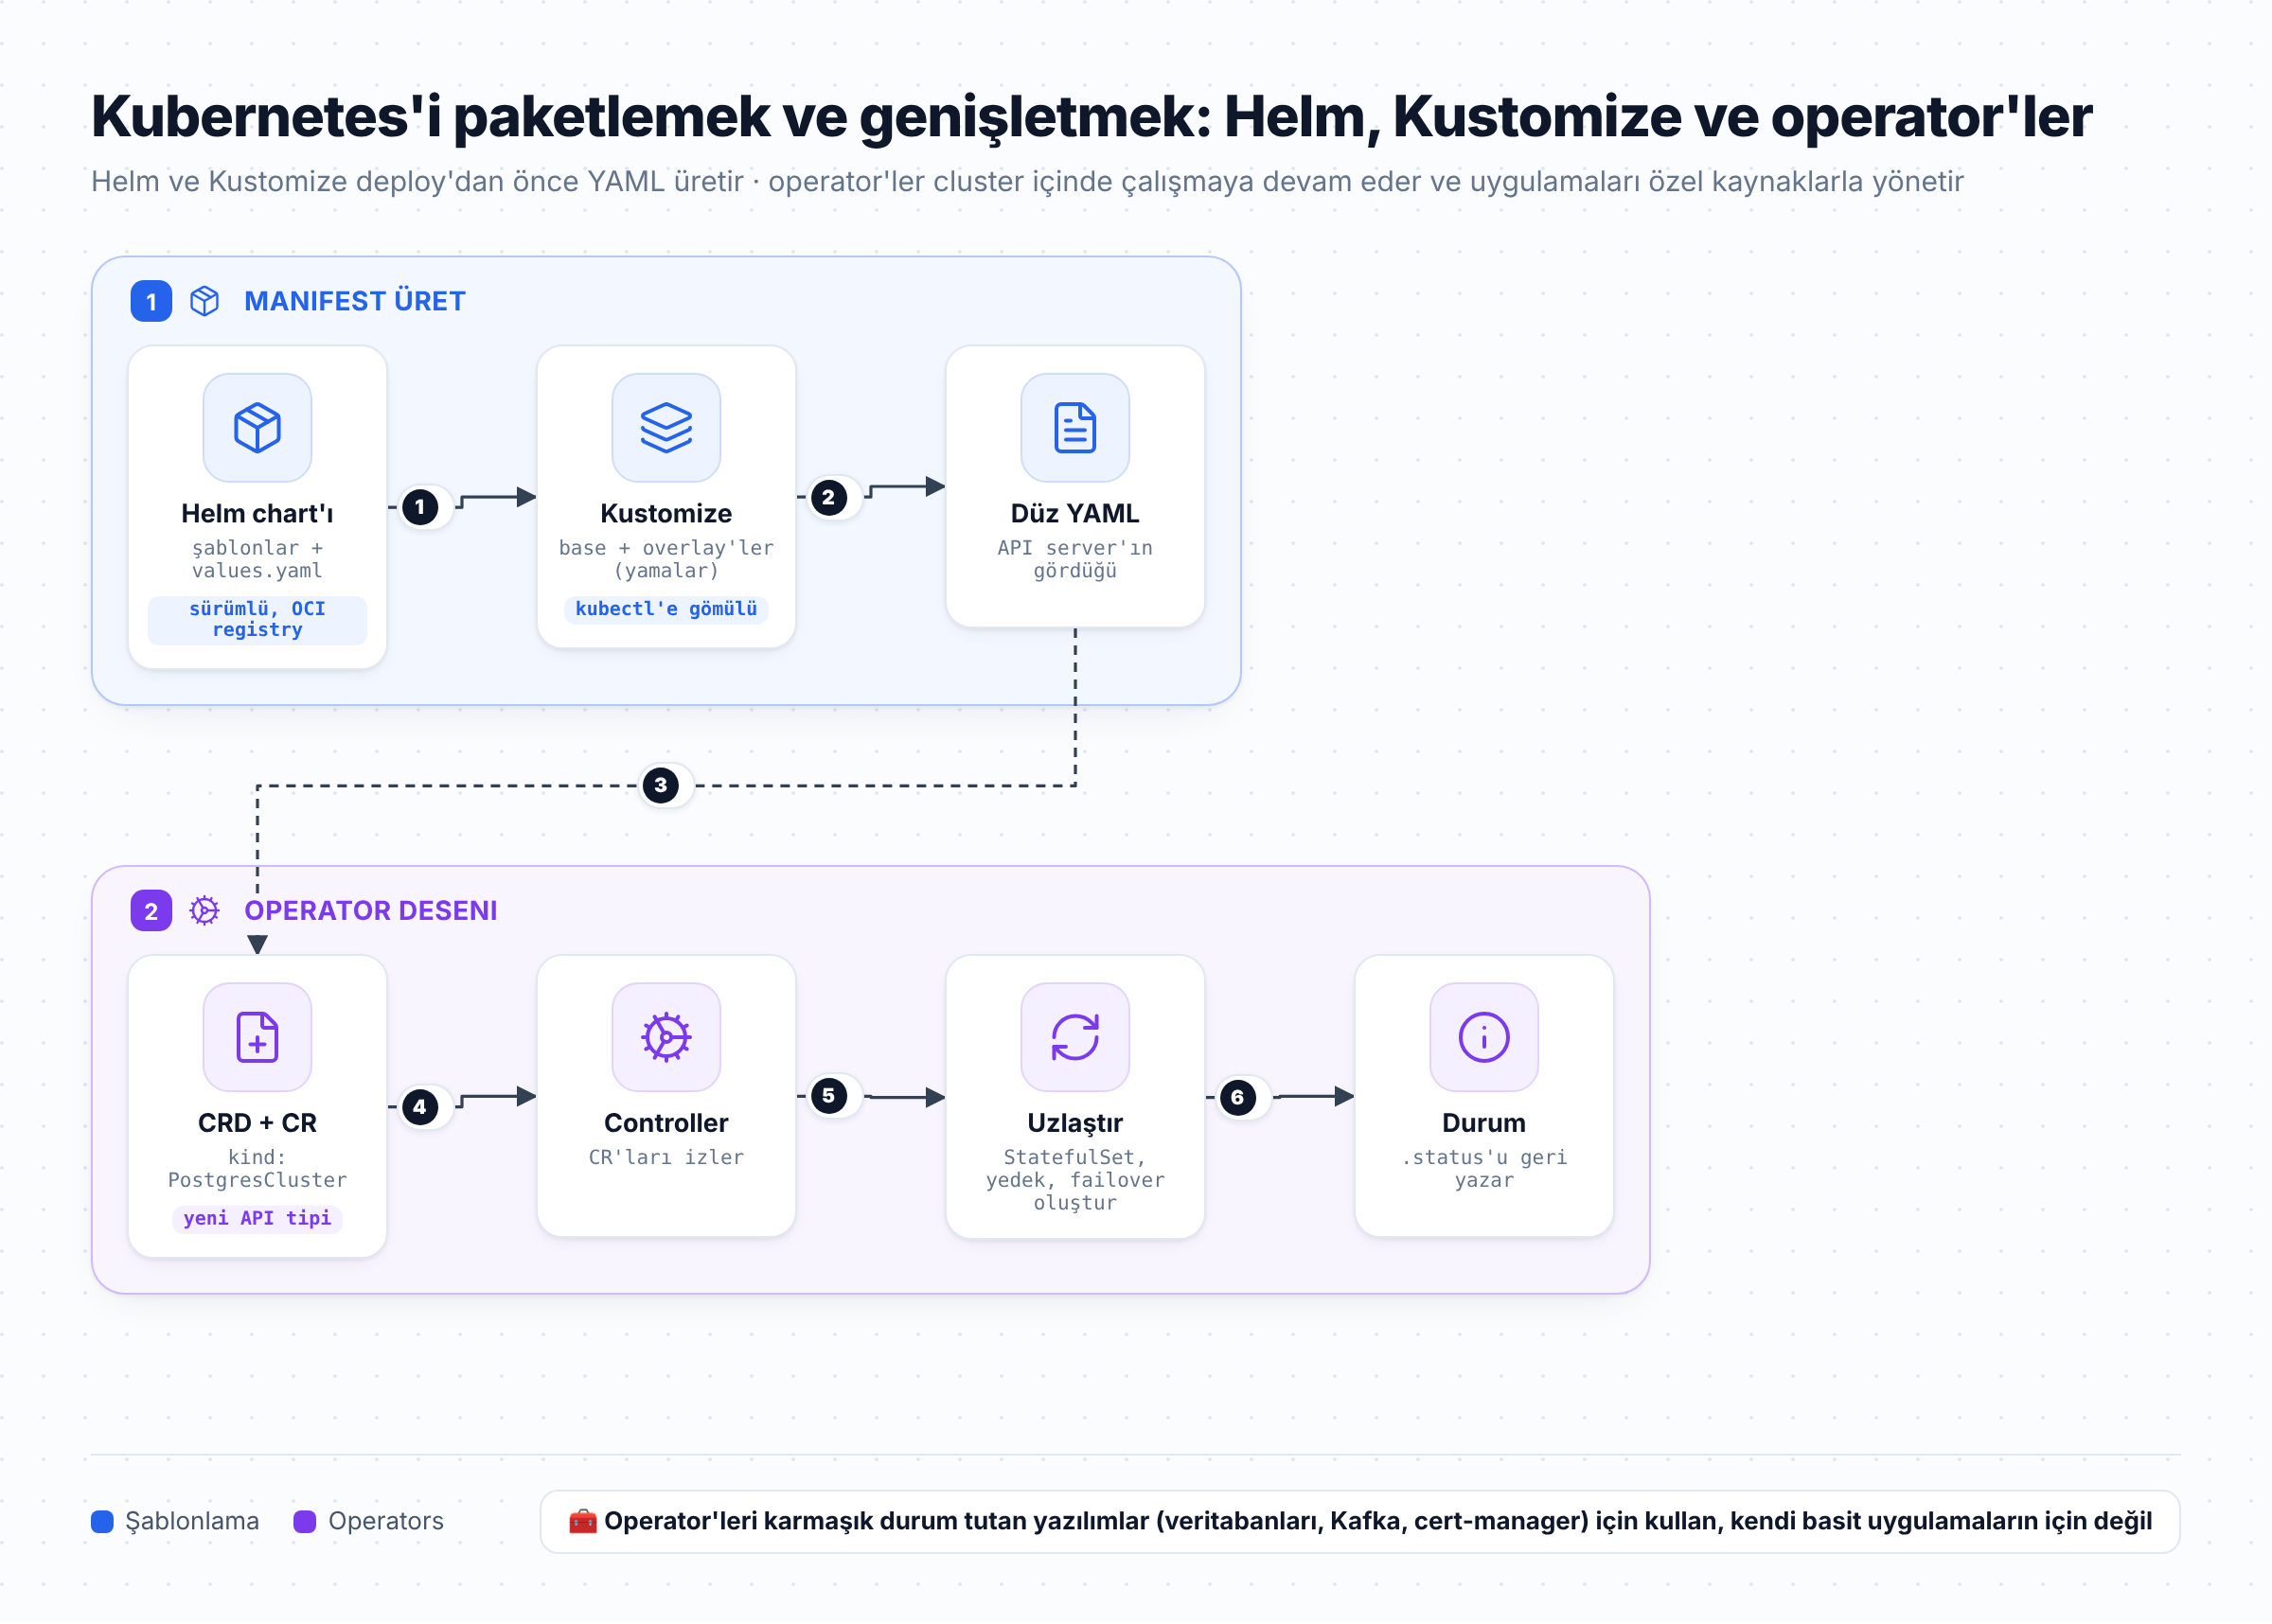 Kubernetes'i paketlemek ve genişletmek: Helm, Kustomize ve operator'ler
Helm ve Kustomize deploy'dan önce YAML üretir · operator'ler cluster içinde çalışmaya devam eder ve uygulamaları özel kaynaklarla yönetir
1 MANIFEST ÜRET
Helm chart'ı
şablonlar +
values.yaml
sürümlü, OCI
registry
1
Kustomize
base + overlay'ler
(yamalar)
kubectl'e gömülü
2
Düz YAML
API server'ın
gördüğü
3
2 OPERATOR DESENI
CRD + CR
kind:
PostgresCluster
yeni API tipi
4
Controller
CR'ları izler
5
Uzlaştır
StatefulSet,
yedek, failover
oluştur
6
Durum
.status'u geri
yazar
Şablonlama
Operators
🧰 Operator'leri karmaşık durum tutan yazılımlar (veritabanları, Kafka, cert-manager) için kullan, kendi basit uygulamaların için değil